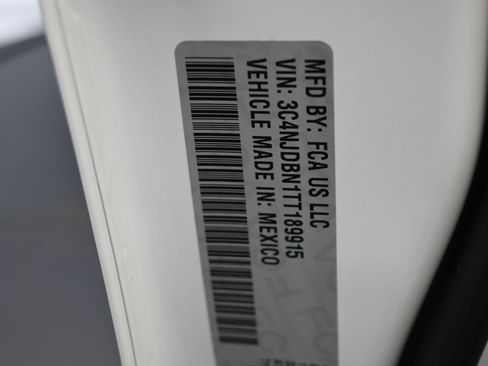 MFD BY: FCA US LLC
VIN: 3C4NJDBN1TT189915
VEHICLE MADE IN: MEXICO